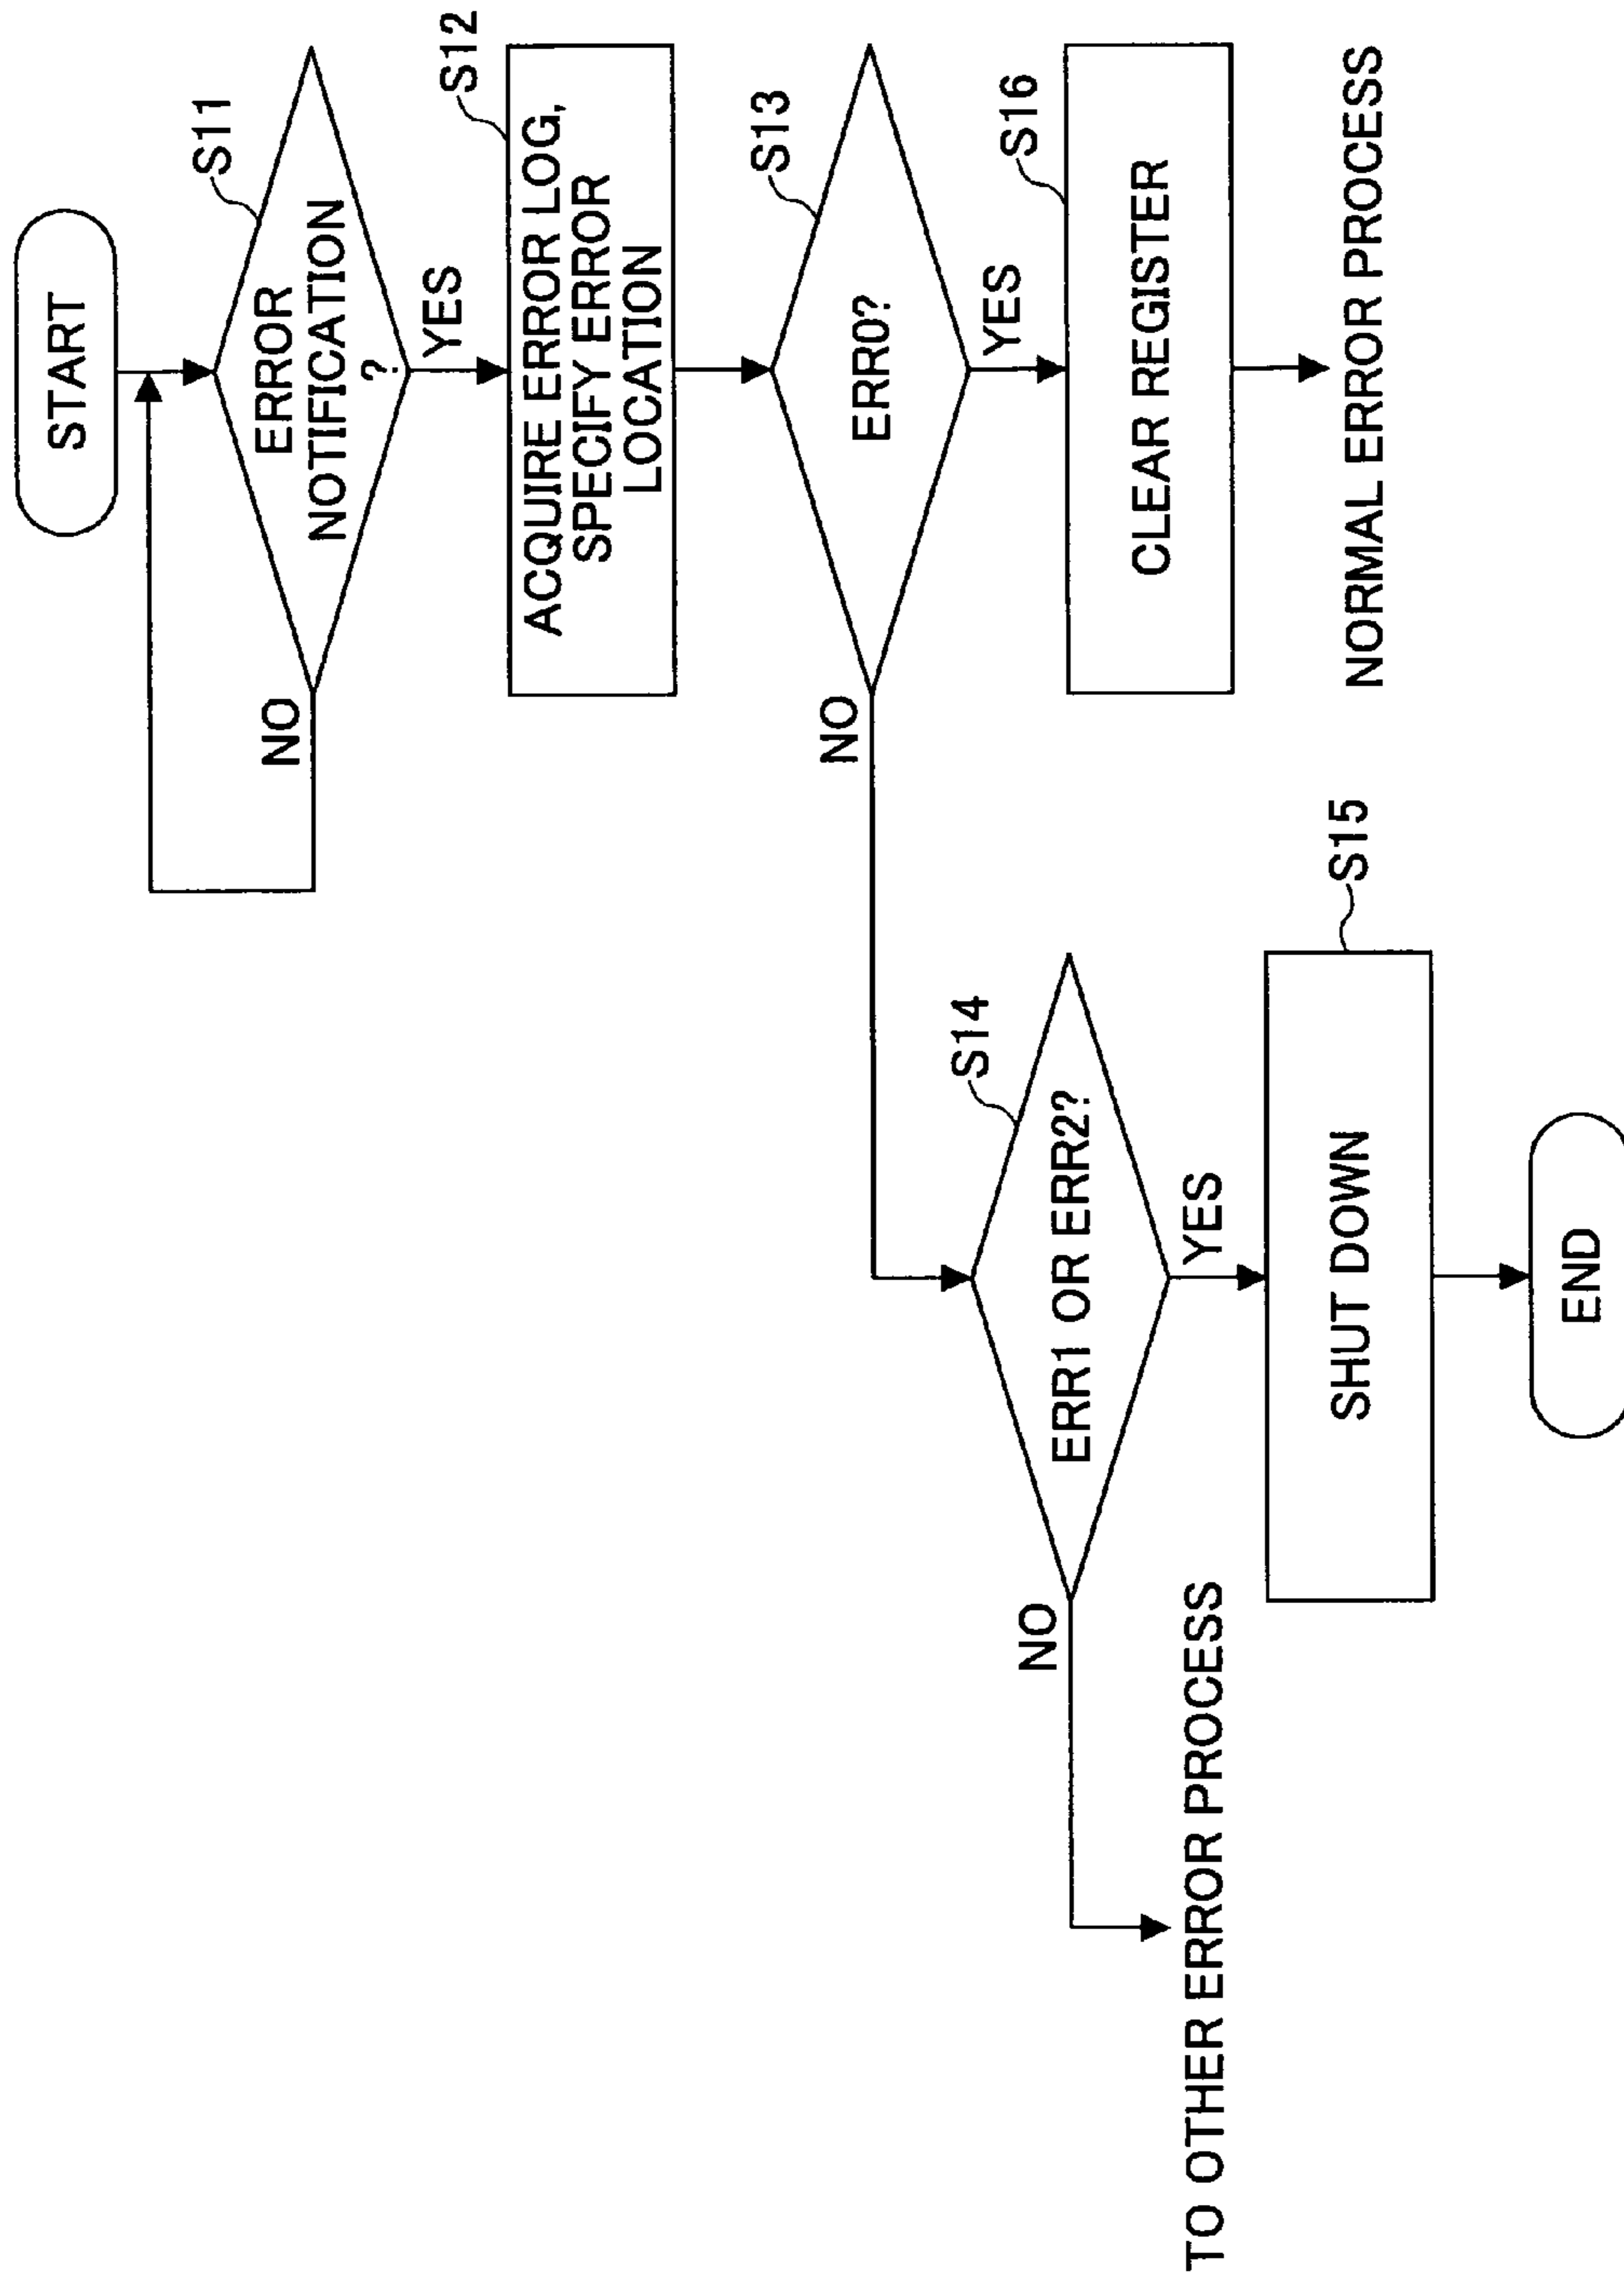 START
S11
ERROR
NOTIFICATION
?
NO
YES
S12
ACQUIRE ERROR LOG,
SPECIFY ERROR
LOCATION
S13
ERR0?
NO
YES
S16
CLEAR REGISTER
NORMAL ERROR PROCESS
S14
ERR1 OR ERR2?
NO
YES
TO OTHER ERROR PROCESS
S15
SHUT DOWN
END